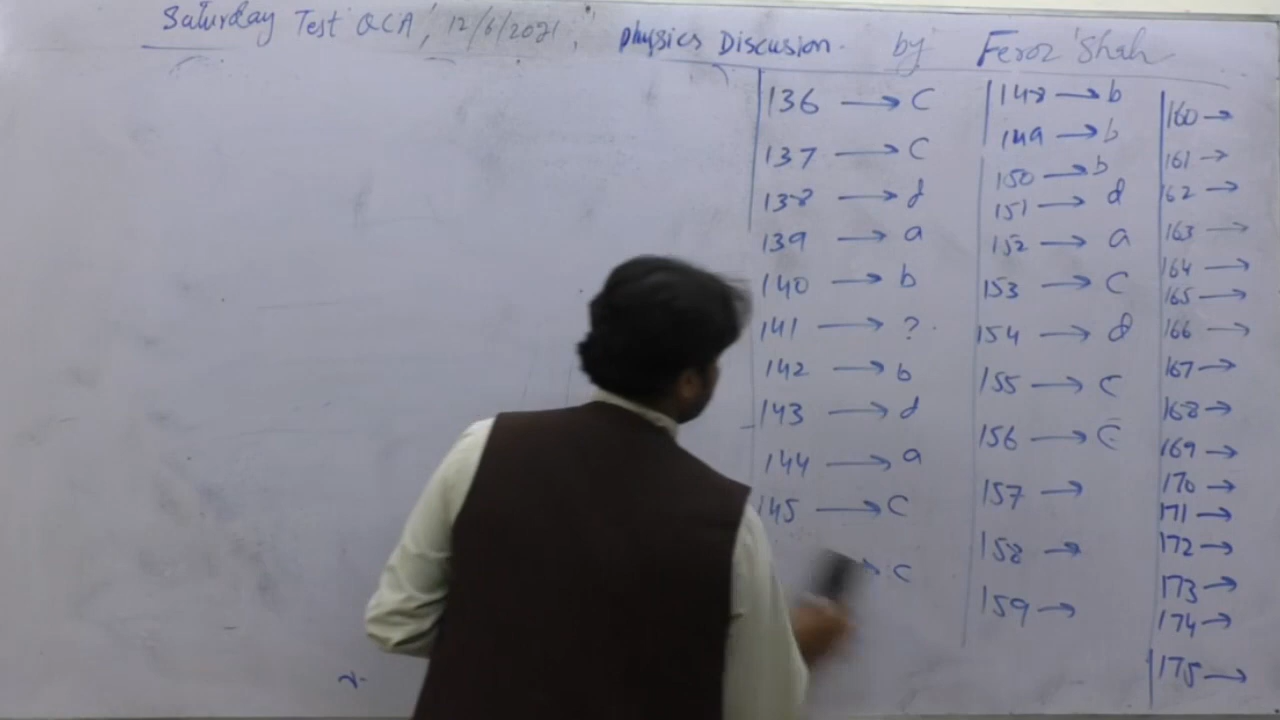 Saturday Test QCA, 12/6/2021, " Physics Discusion. by Feroz Shah
136 → C
137 → C
138 → d
139 → a
140 → b
141 → ?.
142 → b
143 → d
144 → a
145 → C
→ C
148 → b
149 → b
150 → b
151 → d
152 → a
153 → C
154 → d
155 → C
156 → C
157 →
158 →
159 →
160 →
161 →
162 →
163 →
164 →
165 →
166 →
167 →
168 →
169 →
170 →
171 →
172 →
173 →
174 →
175 →